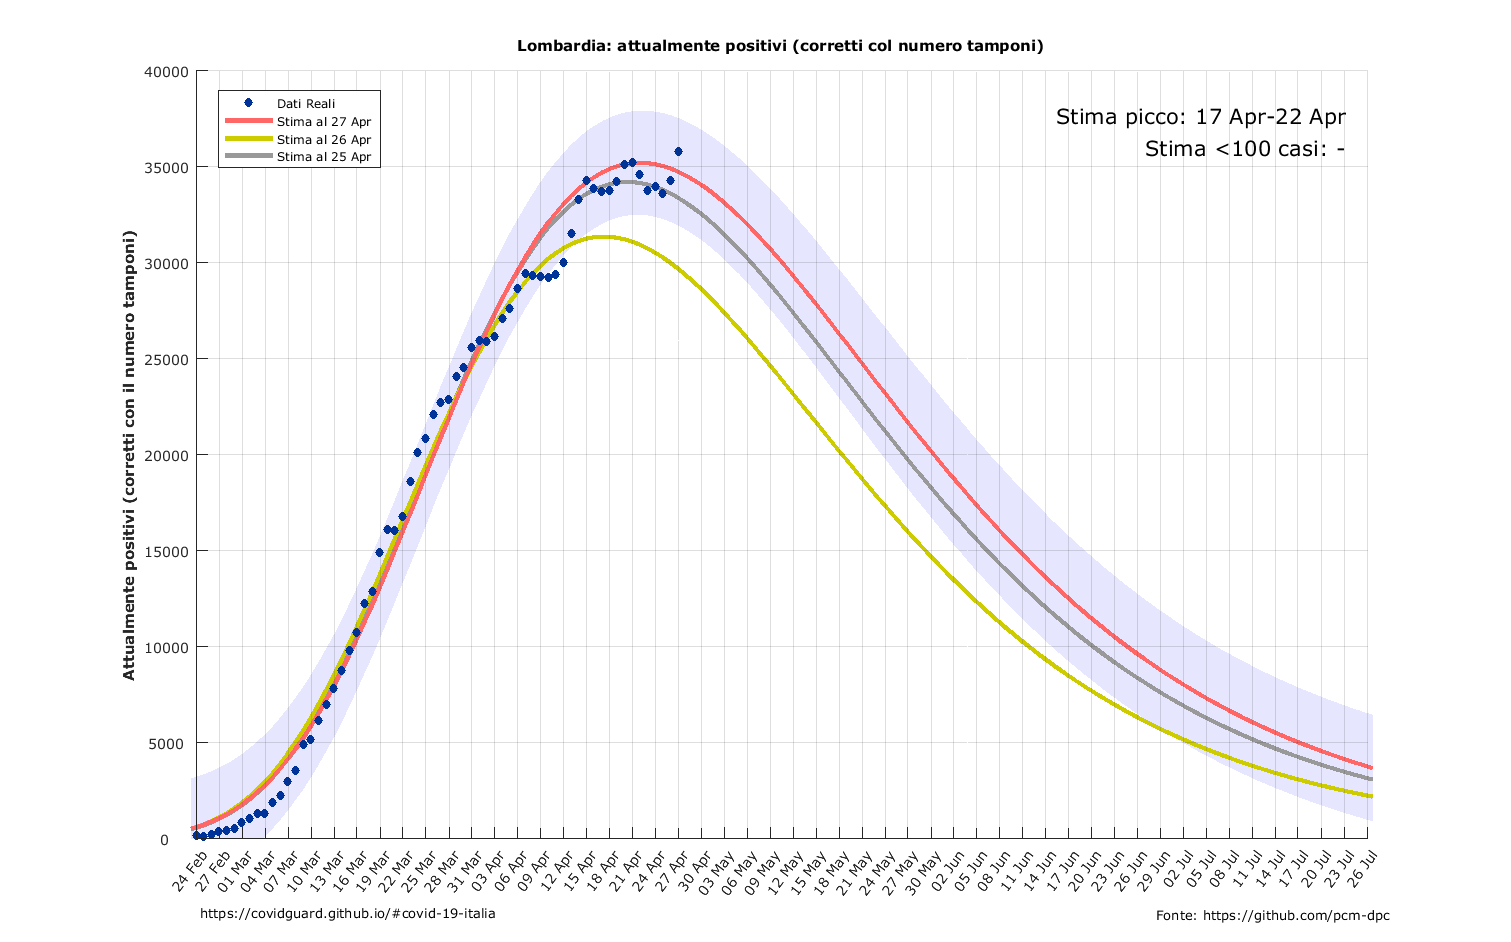 Lombardia: attualmente positivi (corretti col numero tamponi)
Attualmente positivi (corretti con il numero tamponi)
40000
35000
30000
25000
20000
15000
10000
5000
0
Dati Reali
Stima al 27 Apr
Stima al 26 Apr
Stima al 25 Apr
Stima picco: 17 Apr-22 Apr
Stima <100 casi: -
24 Feb
27 Feb
01 Mar
04 Mar
07 Mar
10 Mar
13 Mar
16 Mar
19 Mar
22 Mar
25 Mar
28 Mar
31 Mar
03 Apr
06 Apr
09 Apr
12 Apr
15 Apr
18 Apr
21 Apr
24 Apr
27 Apr
30 Apr
03 May
06 May
09 May
12 May
15 May
18 May
21 May
24 May
27 May
30 May
02 Jun
05 Jun
08 Jun
11 Jun
14 Jun
17 Jun
20 Jun
23 Jun
26 Jun
29 Jun
02 Jul
05 Jul
08 Jul
11 Jul
14 Jul
17 Jul
20 Jul
23 Jul
26 Jul
https://covidguard.github.io/#covid-19-italia
Fonte: https://github.com/pcm-dpc